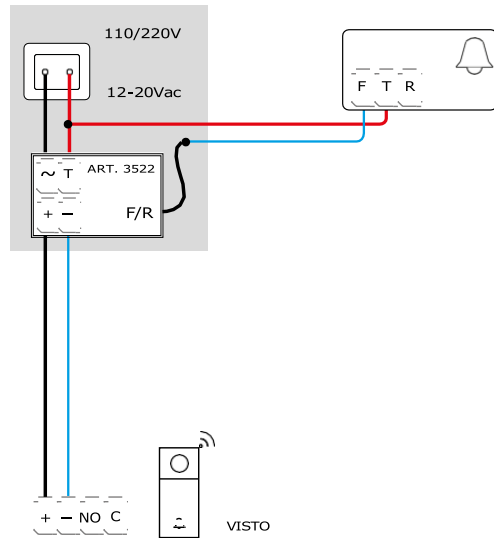 110/220V
12-20Vac
F T R
~ T ART. 3522
+ − F/R
+ − NO C
VISTO